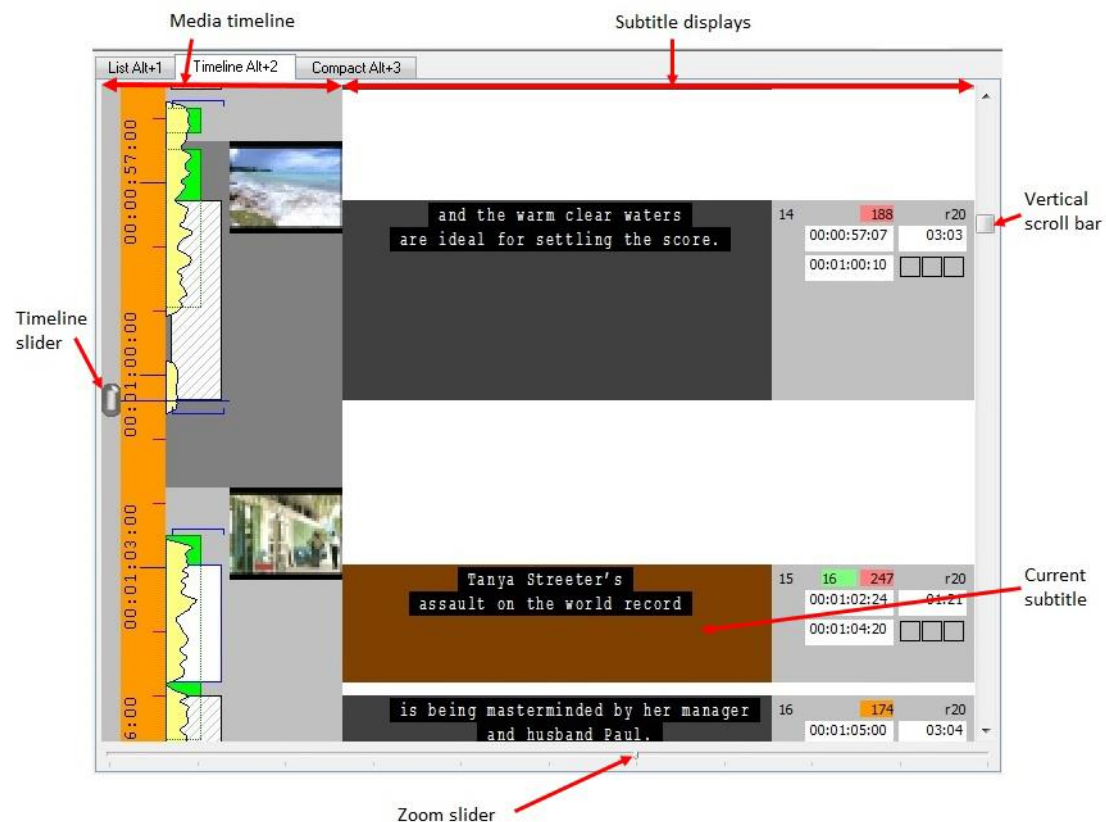 Media timeline
Subtitle displays
List Alt+1
Timeline Alt+2
Compact Alt+3
00:00:57:00
and the warm clear waters
are ideal for settling the score.
14
188
r20
00:00:57:07
03:03
00:01:00:10
Vertical
scroll bar
Timeline
slider
00:01:00:00
00:01:03:00
Tanya Streeter's
assault on the world record
15
16
247
r20
00:01:02:24
01:21
00:01:04:20
Current
subtitle
6:00
is being masterminded by her manager
and husband Paul.
16
174
r20
00:01:05:00
03:04
Zoom slider